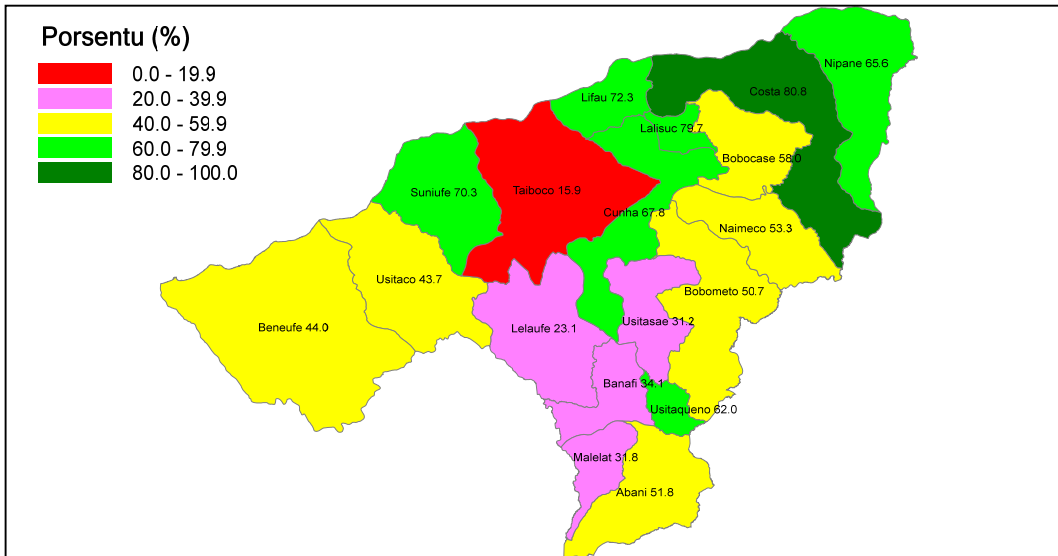 Porsentu (%)
0.0 - 19.9
20.0 - 39.9
40.0 - 59.9
60.0 - 79.9
80.0 - 100.0
Nipane 65.6
Costa 80.8
Lifau 72.3
Lalisuc 79.7
Bobocase 58.0
Suniufe 70.3
Taiboco 15.9
Cunha 67.8
Naimeco 53.3
Usitaco 43.7
Bobometo 50.7
Beneufe 44.0
Lelaufe 23.1
Usitasae 31.2
Banafi 34.1
Usitaqueno 62.0
Malelat 31.8
Abani 51.8